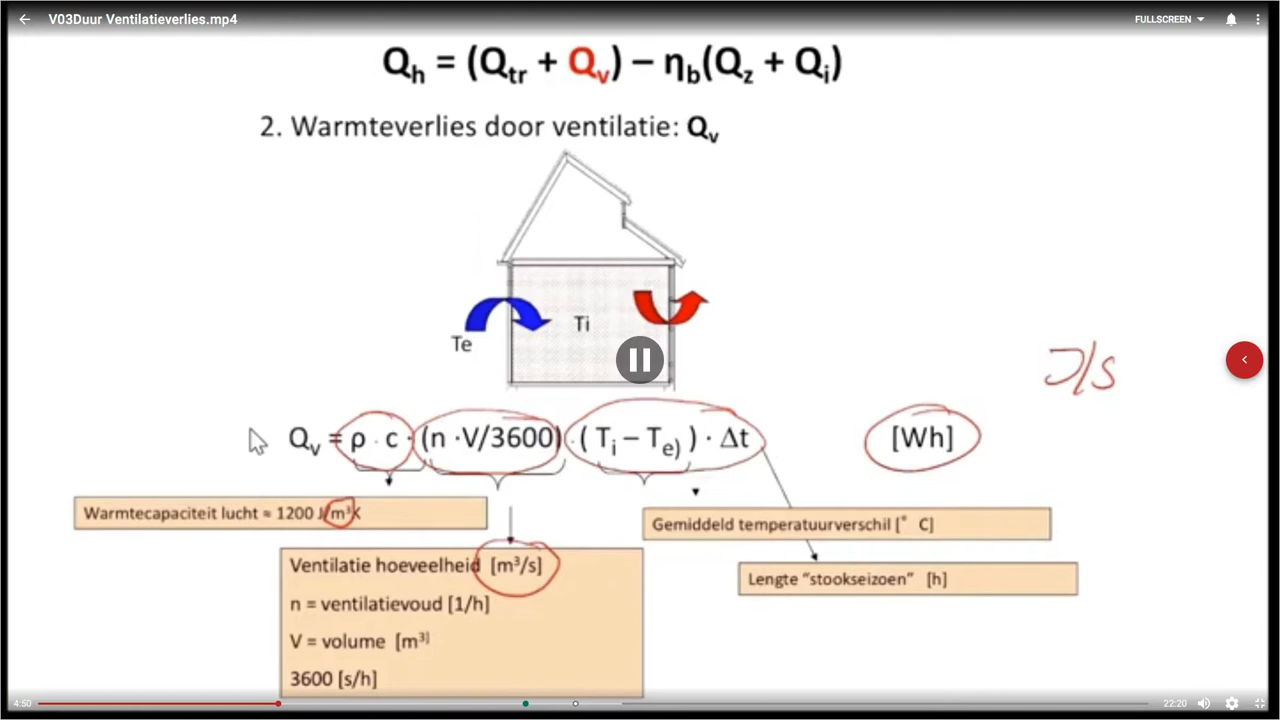 V03Duur Ventilatieverlies.mp4
FULLSCREEN
Qh = (Qtr + Qv) – ηb(Qz + Qi)
2. Warmteverlies door ventilatie: Qv
Ti
Te
J/s
Qv = ρ · c · (n · V/3600) · ( Ti – Te) ) · Δt [Wh]
Warmtecapaciteit lucht ≈ 1200 J/m³K
Gemiddeld temperatuurverschil [° C]
Ventilatie hoeveelheid [m³/s]
Lengte “stookseizoen” [h]
n = ventilatievoud [1/h]
V = volume [m³]
3600 [s/h]
4:50
22:20